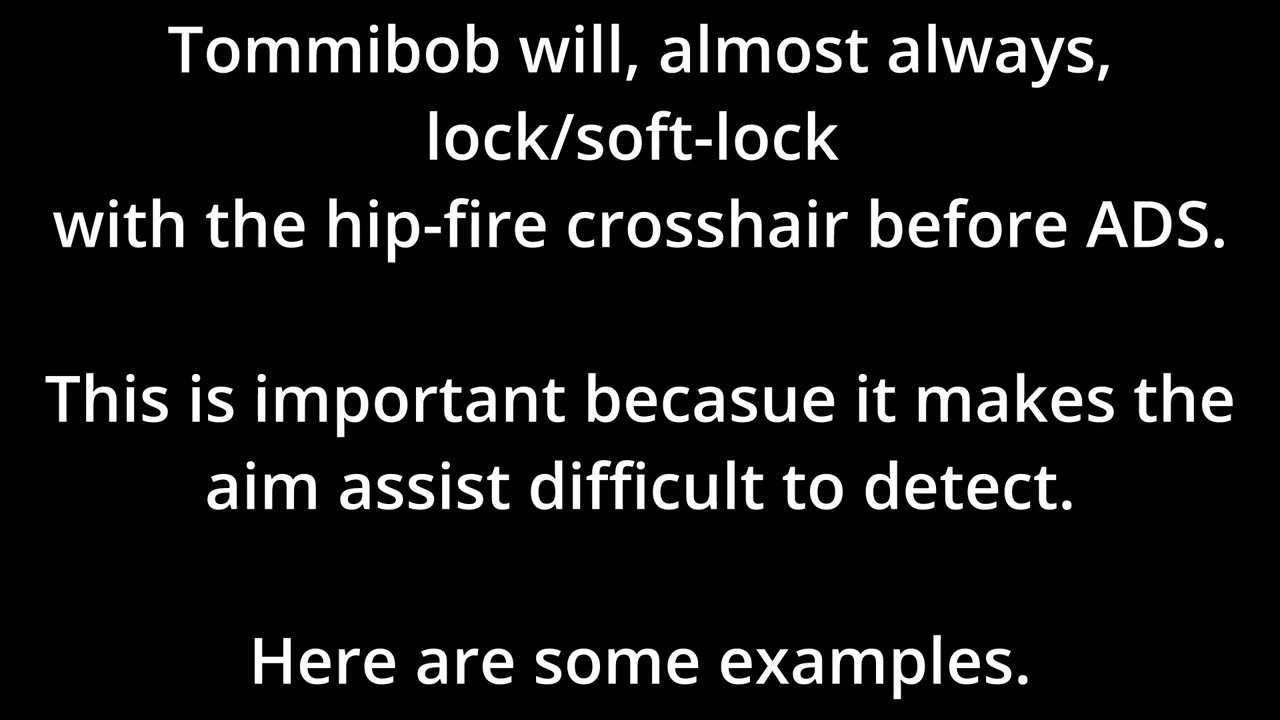 Tommibob will, almost always,
lock/soft-lock
with the hip-fire crosshair before ADS.
This is important becasue it makes the
aim assist difficult to detect.
Here are some examples.